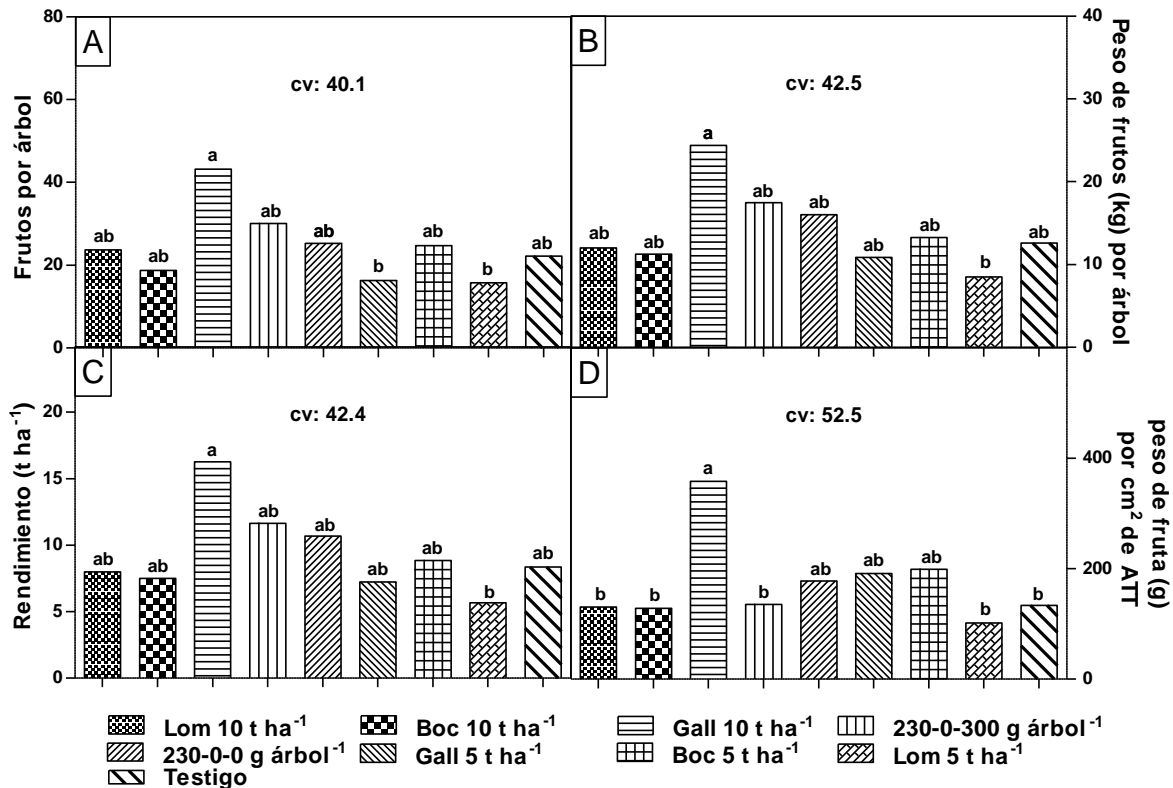 A
cv: 40.1
Frutos por árbol
80
60
40
20
0
ab
ab
a
ab
ab
b
ab
b
ab
B
cv: 42.5
Peso de frutos (kg) por árbol
40
30
20
10
0
ab
ab
a
ab
ab
ab
ab
b
ab
C
cv: 42.4
Rendimiento (t ha⁻¹)
20
15
10
5
0
ab
ab
a
ab
ab
ab
ab
b
ab
D
cv: 52.5
peso de fruta (g)
por cm² de ATT
400
200
0
b
b
a
b
ab
ab
ab
b
b
Lom 10 t ha⁻¹
Boc 10 t ha⁻¹
Gall 10 t ha⁻¹
230-0-300 g árbol⁻¹
230-0-0 g árbol⁻¹
Gall 5 t ha⁻¹
Boc 5 t ha⁻¹
Lom 5 t ha⁻¹
Testigo